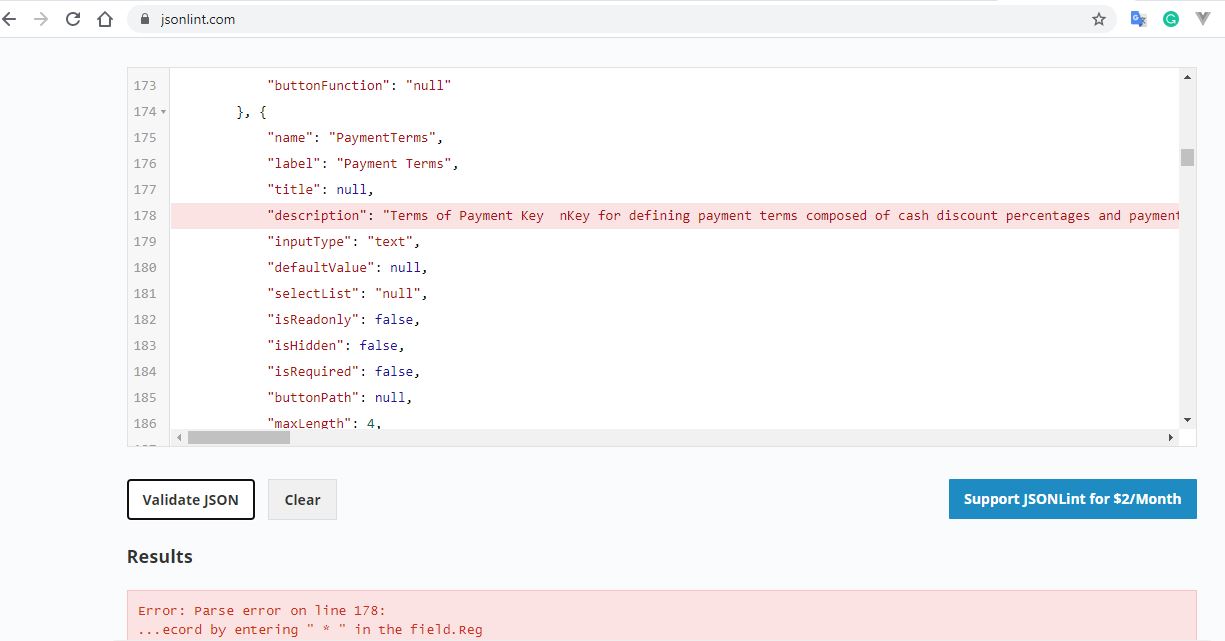 jsonlint.com
173 "buttonFunction": "null"
174 }, {
175 "name": "PaymentTerms",
176 "label": "Payment Terms",
177 "title": null,
178 "description": "Terms of Payment Key  nKey for defining payment terms composed of cash discount percentages and payment
179 "inputType": "text",
180 "defaultValue": null,
181 "selectList": "null",
182 "isReadonly": false,
183 "isHidden": false,
184 "isRequired": false,
185 "buttonPath": null,
186 "maxLength": 4,
Validate JSON
Clear
Support JSONLint for $2/Month
Results
Error: Parse error on line 178:
...ecord by entering " * " in the field.Reg